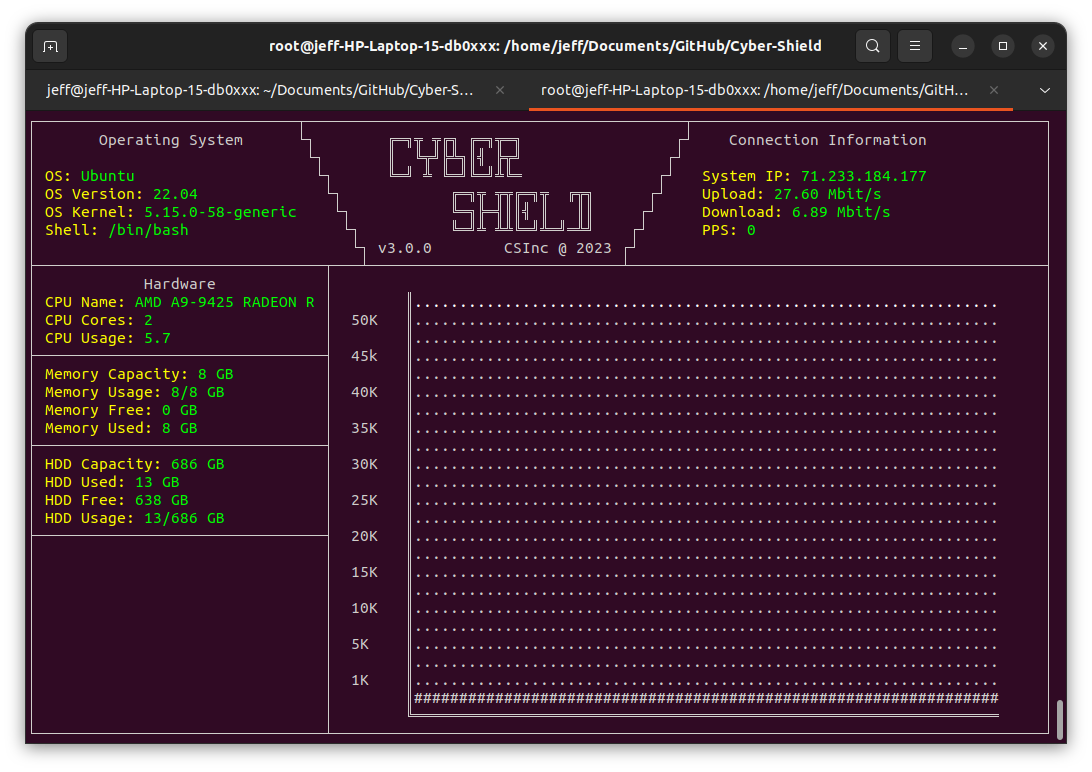 root@jeff-HP-Laptop-15-db0xxx: /home/jeff/Documents/GitHub/Cyber-Shield
jeff@jeff-HP-Laptop-15-db0xxx: ~/Documents/GitHub/Cyber-S...
root@jeff-HP-Laptop-15-db0xxx: /home/jeff/Documents/GitH...
Operating System
OS: Ubuntu
OS Version: 22.04
OS Kernel: 5.15.0-58-generic
Shell: /bin/bash
CYBER
SHIELD
v3.0.0 CSInc @ 2023
Connection Information
System IP: 71.233.184.177
Upload: 27.60 Mbit/s
Download: 6.89 Mbit/s
PPS: 0
Hardware
CPU Name: AMD A9-9425 RADEON R
CPU Cores: 2
CPU Usage: 5.7
Memory Capacity: 8 GB
Memory Usage: 8/8 GB
Memory Free: 0 GB
Memory Used: 8 GB
HDD Capacity: 686 GB
HDD Used: 13 GB
HDD Free: 638 GB
HDD Usage: 13/686 GB
50K
45k
40K
35K
30K
25K
20K
15K
10K
5K
1K
#################################################################